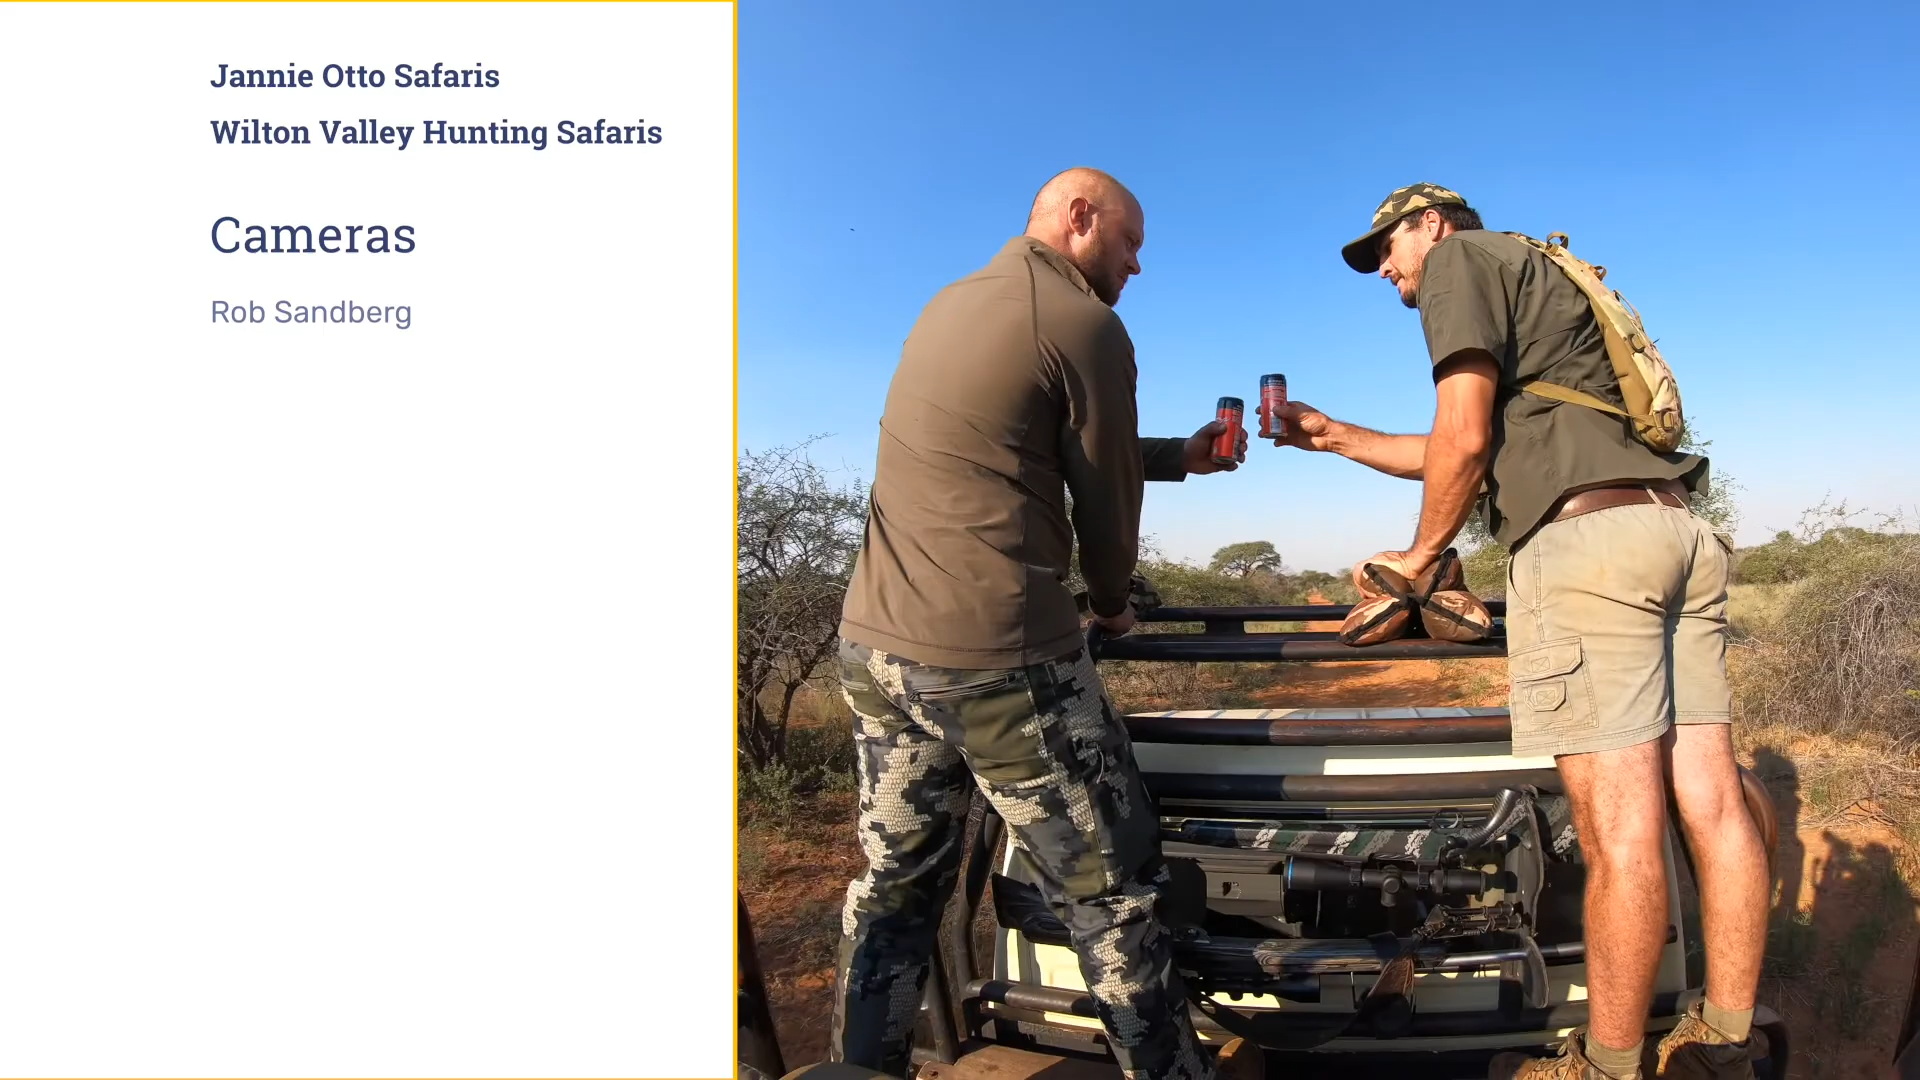 Jannie Otto Safaris
Wilton Valley Hunting Safaris
Cameras
Rob Sandberg